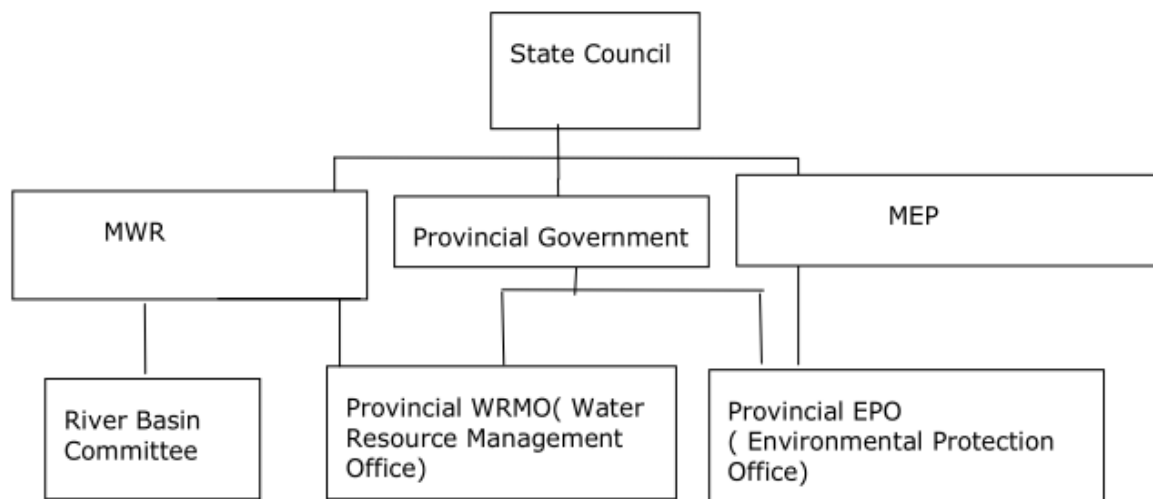 State Council
MWR
Provincial Government
MEP
River Basin
Committee
Provincial WRMO( Water
Resource Management
Office)
Provincial EPO
( Environmental Protection
Office)